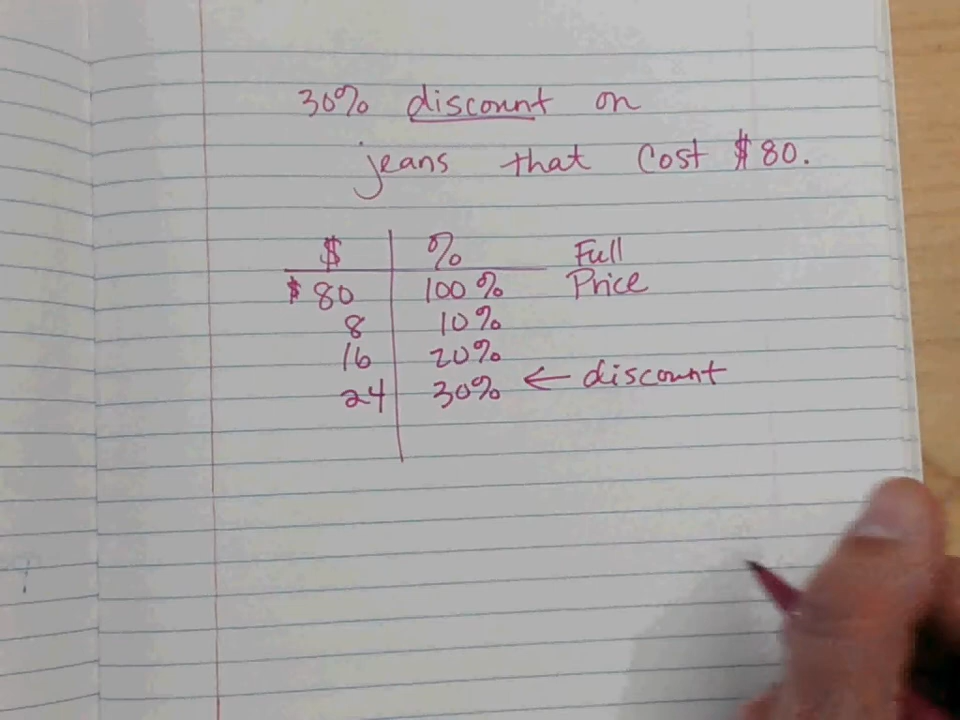 30% discount on
jeans that cost $80.
$ % Full
$80 100% Price
8 10%
16 20%
24 30% ← discount